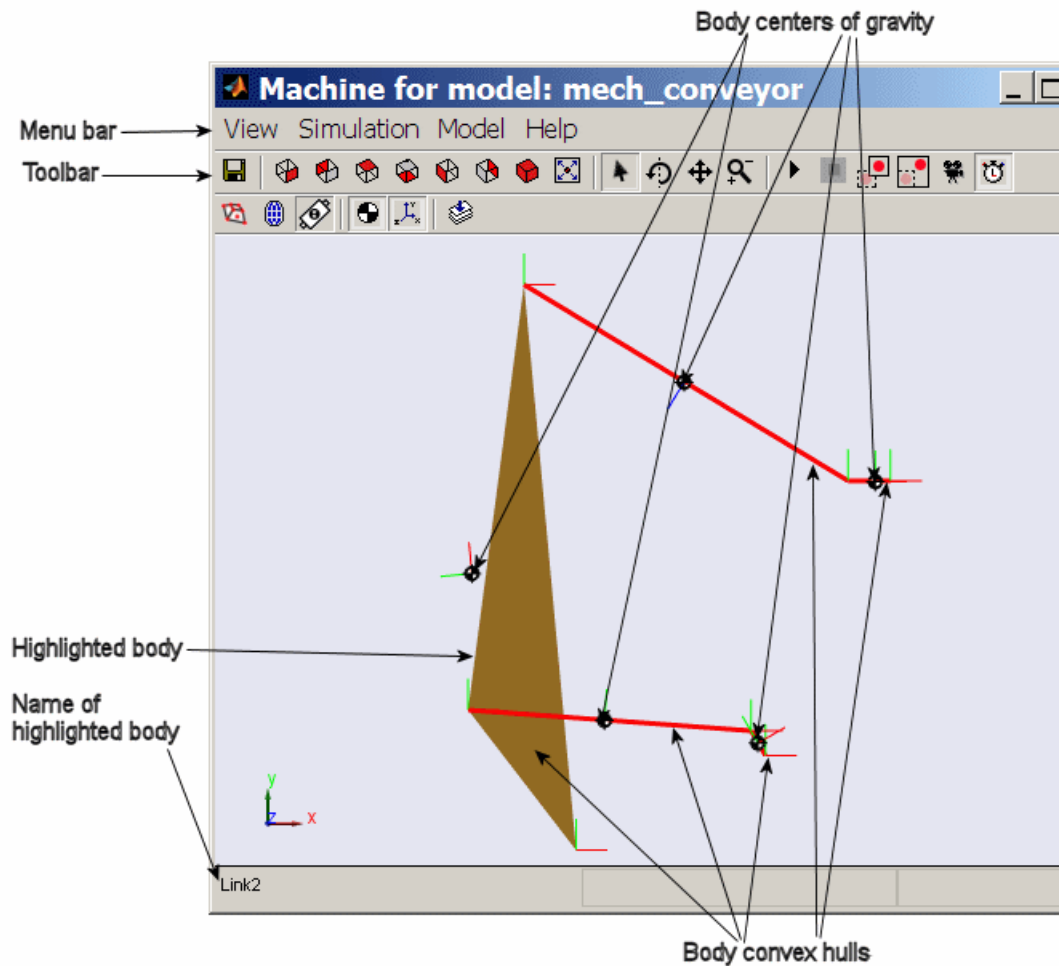 Body centers of gravity
Machine for model: mech_conveyor
Menu bar
View Simulation Model Help
Toolbar
Highlighted body
Name of
highlighted body
y
z x
Link2
Body convex hulls